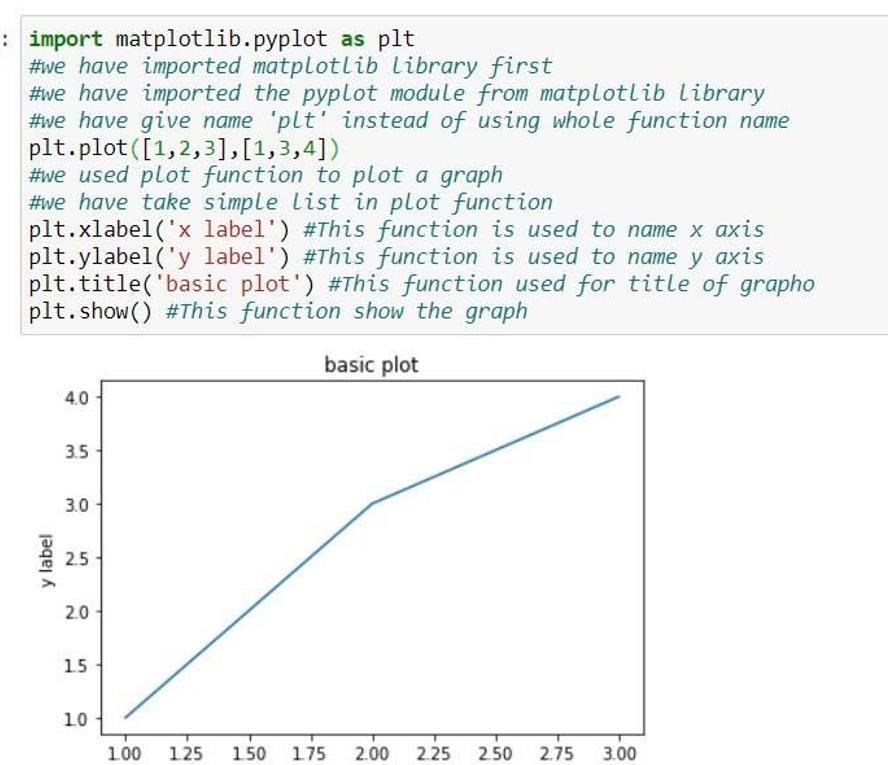 : import matplotlib.pyplot as plt
#we have imported matplotlib library first
#we have imported the pyplot module from matplotlib library
#we have give name 'plt' instead of using whole function name
plt.plot([1,2,3],[1,3,4])
#we used plot function to plot a graph
#we have take simple list in plot function
plt.xlabel('x label') #This function is used to name x axis
plt.ylabel('y label') #This function is used to name y axis
plt.title('basic plot') #This function used for title of grapho
plt.show() #This function show the graph
basic plot
4.0
3.5
3.0
2.5
2.0
1.5
1.0
y label
1.00 1.25 1.50 1.75 2.00 2.25 2.50 2.75 3.00